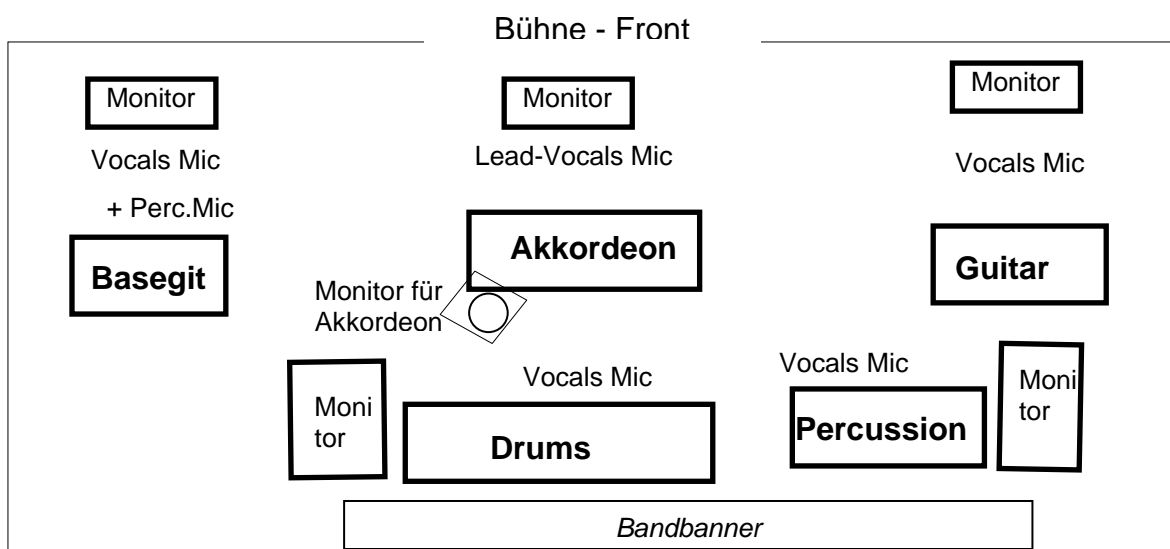 Bühne - Front
Monitor
Monitor
Monitor
Vocals Mic
Lead-Vocals Mic
Vocals Mic
+ Perc.Mic
Basegit
Akkordeon
Guitar
Monitor für
Akkordeon
Vocals Mic
Vocals Mic
Moni
tor
Drums
Percussion
Moni
tor
Bandbanner